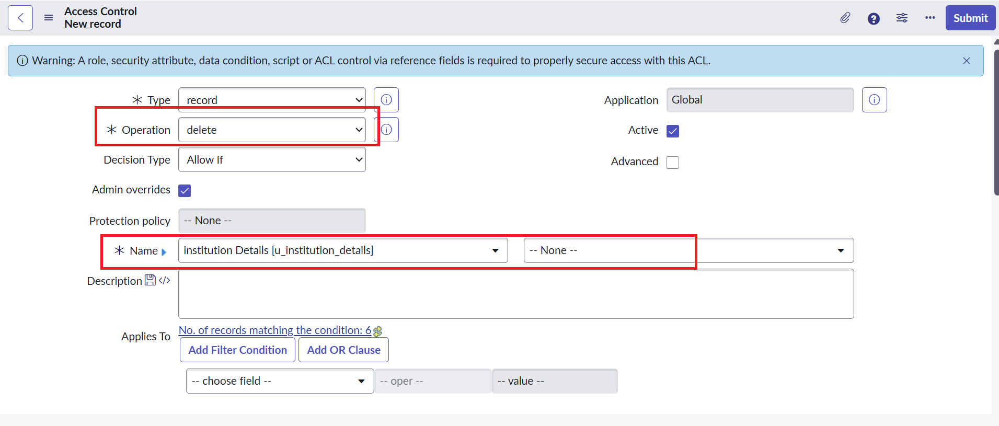 Access Control
New record
Submit
Warning: A role, security attribute, data condition, script or ACL control via reference fields is required to properly secure access with this ACL.
Type record
Application Global
Operation delete
Active
Decision Type Allow If
Advanced
Admin overrides
Protection policy -- None --
Name institution Details [u_institution_details] -- None --
Description </>
Applies To No. of records matching the condition: 6
Add Filter Condition Add OR Clause
-- choose field -- -- oper -- -- value --